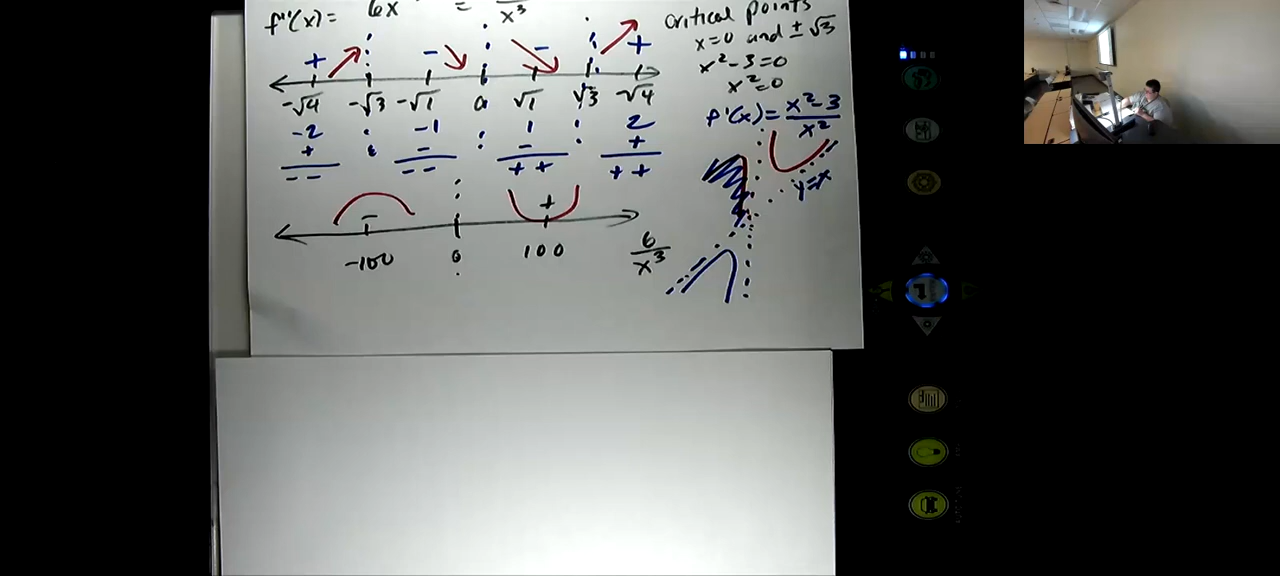 f''(x) = 6x = 6/x³
critical points
x=0 and ±√3
x²-3=0
x²=0
f'(x) = x²-3 / x²
+ - - +
-√4 -√3 -√1 0 √1 √3 √4
-2 -1 1 2
+ - - +
-- -- ++ ++
y=x
- +
-100 0 100
6/x³